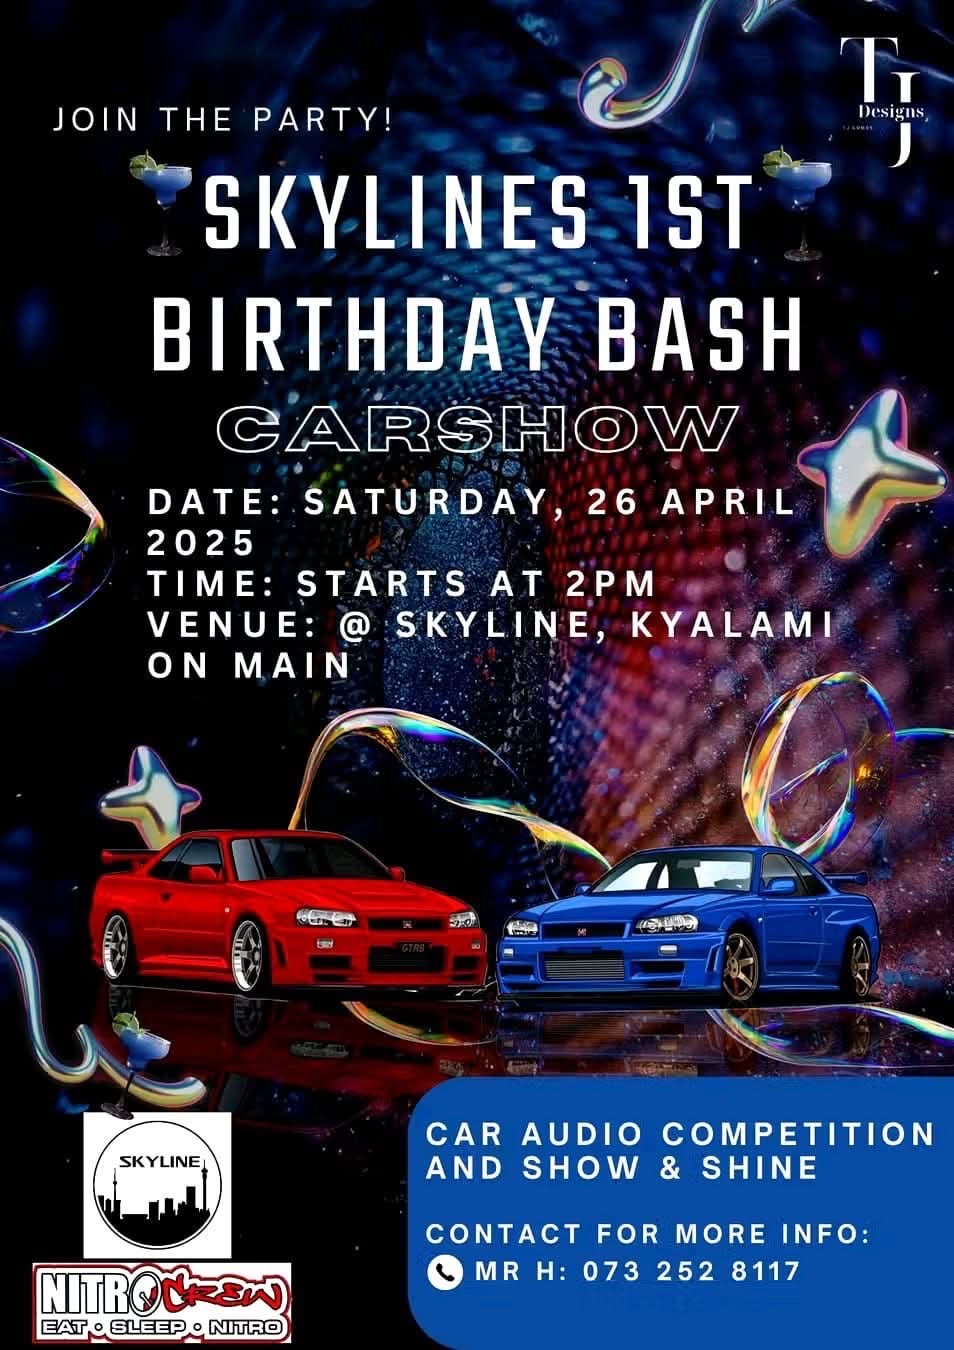 T J
Designs
TJ GOMES
JOIN THE PARTY!
SKYLINES 1ST
BIRTHDAY BASH
CARSHOW
DATE: SATURDAY, 26 APRIL
2025
TIME: STARTS AT 2PM
VENUE: @ SKYLINE, KYALAMI
ON MAIN
GTRS
CAR AUDIO COMPETITION
AND SHOW & SHINE
CONTACT FOR MORE INFO:
MR H: 073 252 8117
SKYLINE
NITRO CREW
EAT • SLEEP • NITRO